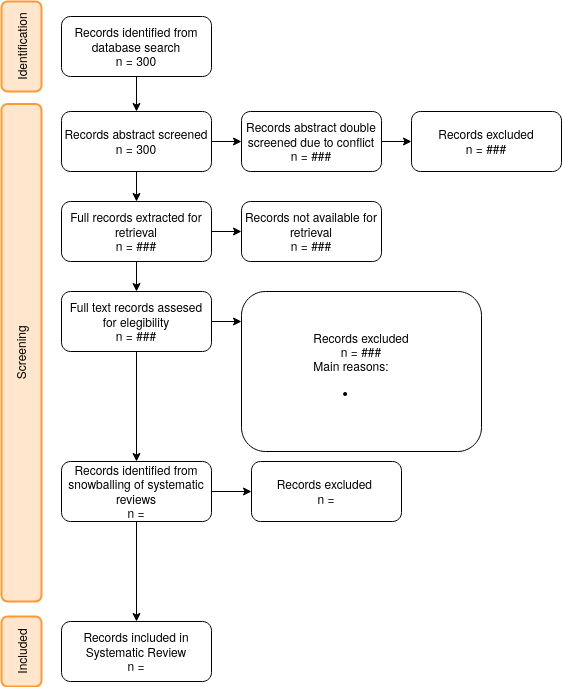 Identification
Records identified from
database search
n = 300
Screening
Records abstract screened
n = 300
Records abstract double
screened due to conflict
n = ###
Records excluded
n = ###
Full records extracted for
retrieval
n = ###
Records not available for
retrieval
n = ###
Full text records assesed
for elegibility
n = ###
Records excluded
n = ###
Main reasons:
•
Records identified from
snowballing of systematic
reviews
n =
Records excluded
n =
Included
Records included in
Systematic Review
n =